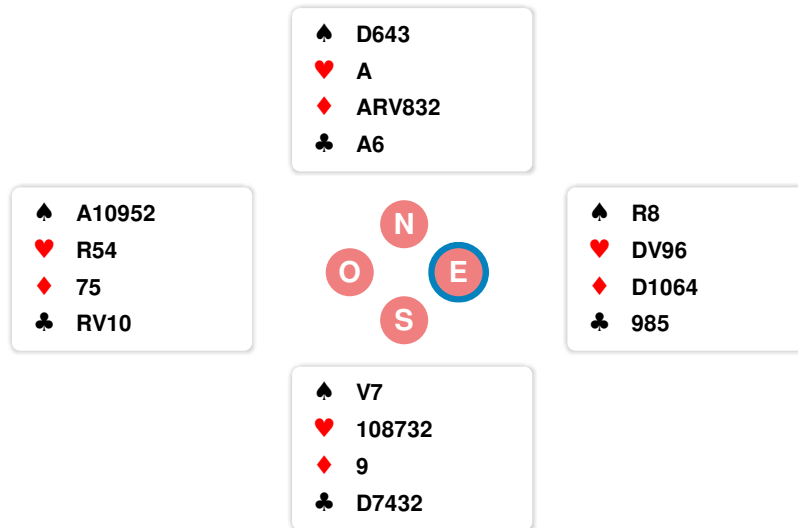 ♠ D643
♥ A
♦ ARV832
♣ A6
♠ A10952
♥ R54
♦ 75
♣ RV10
N
O
E
S
♠ R8
♥ DV96
♦ D1064
♣ 985
♠ V7
♥ 108732
♦ 9
♣ D7432